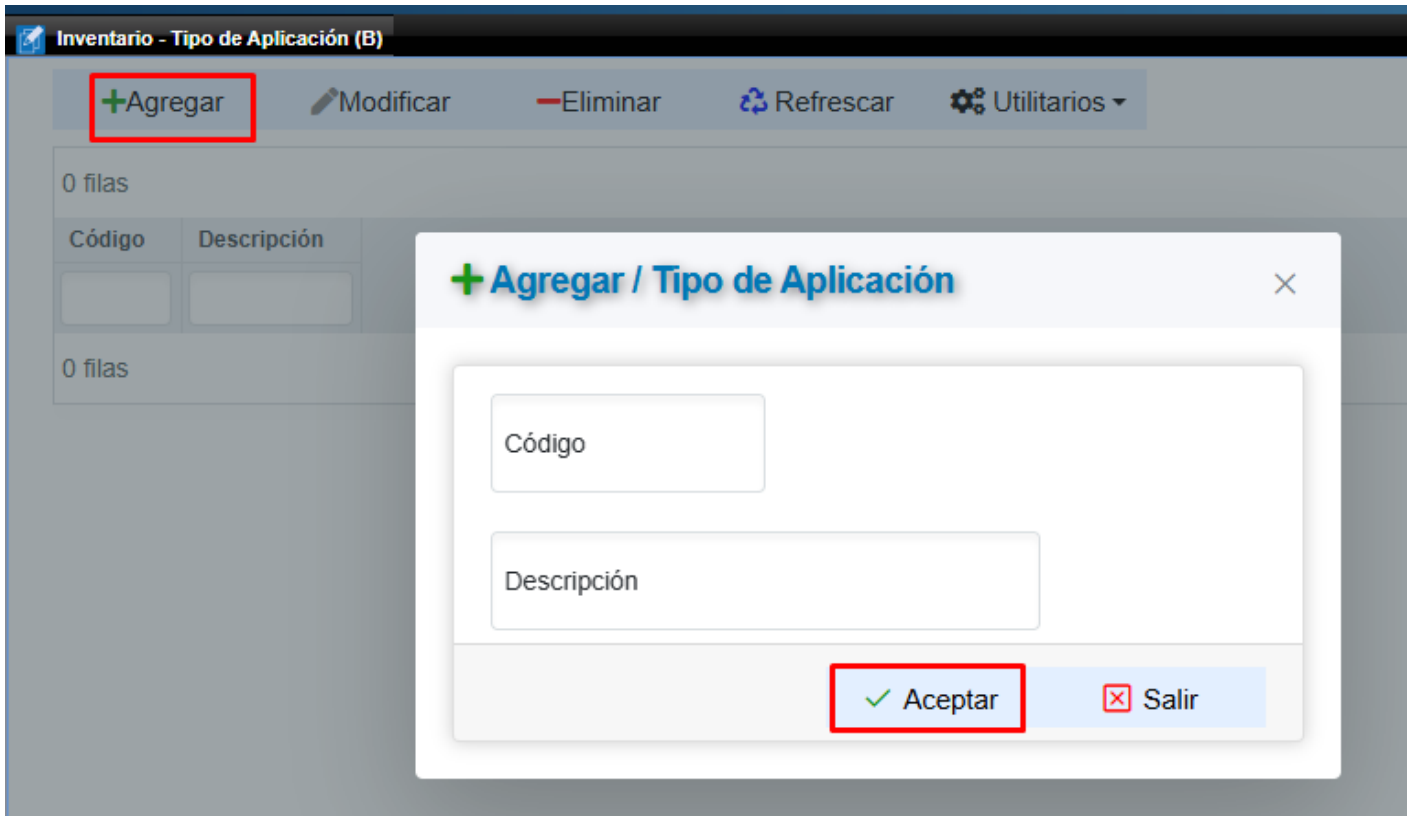 Inventario - Tipo de Aplicación (B)
Agregar Modificar Eliminar Refrescar Utilitarios
0 filas
Código Descripción
0 filas
Agregar / Tipo de Aplicación
Código
Descripción
Aceptar Salir